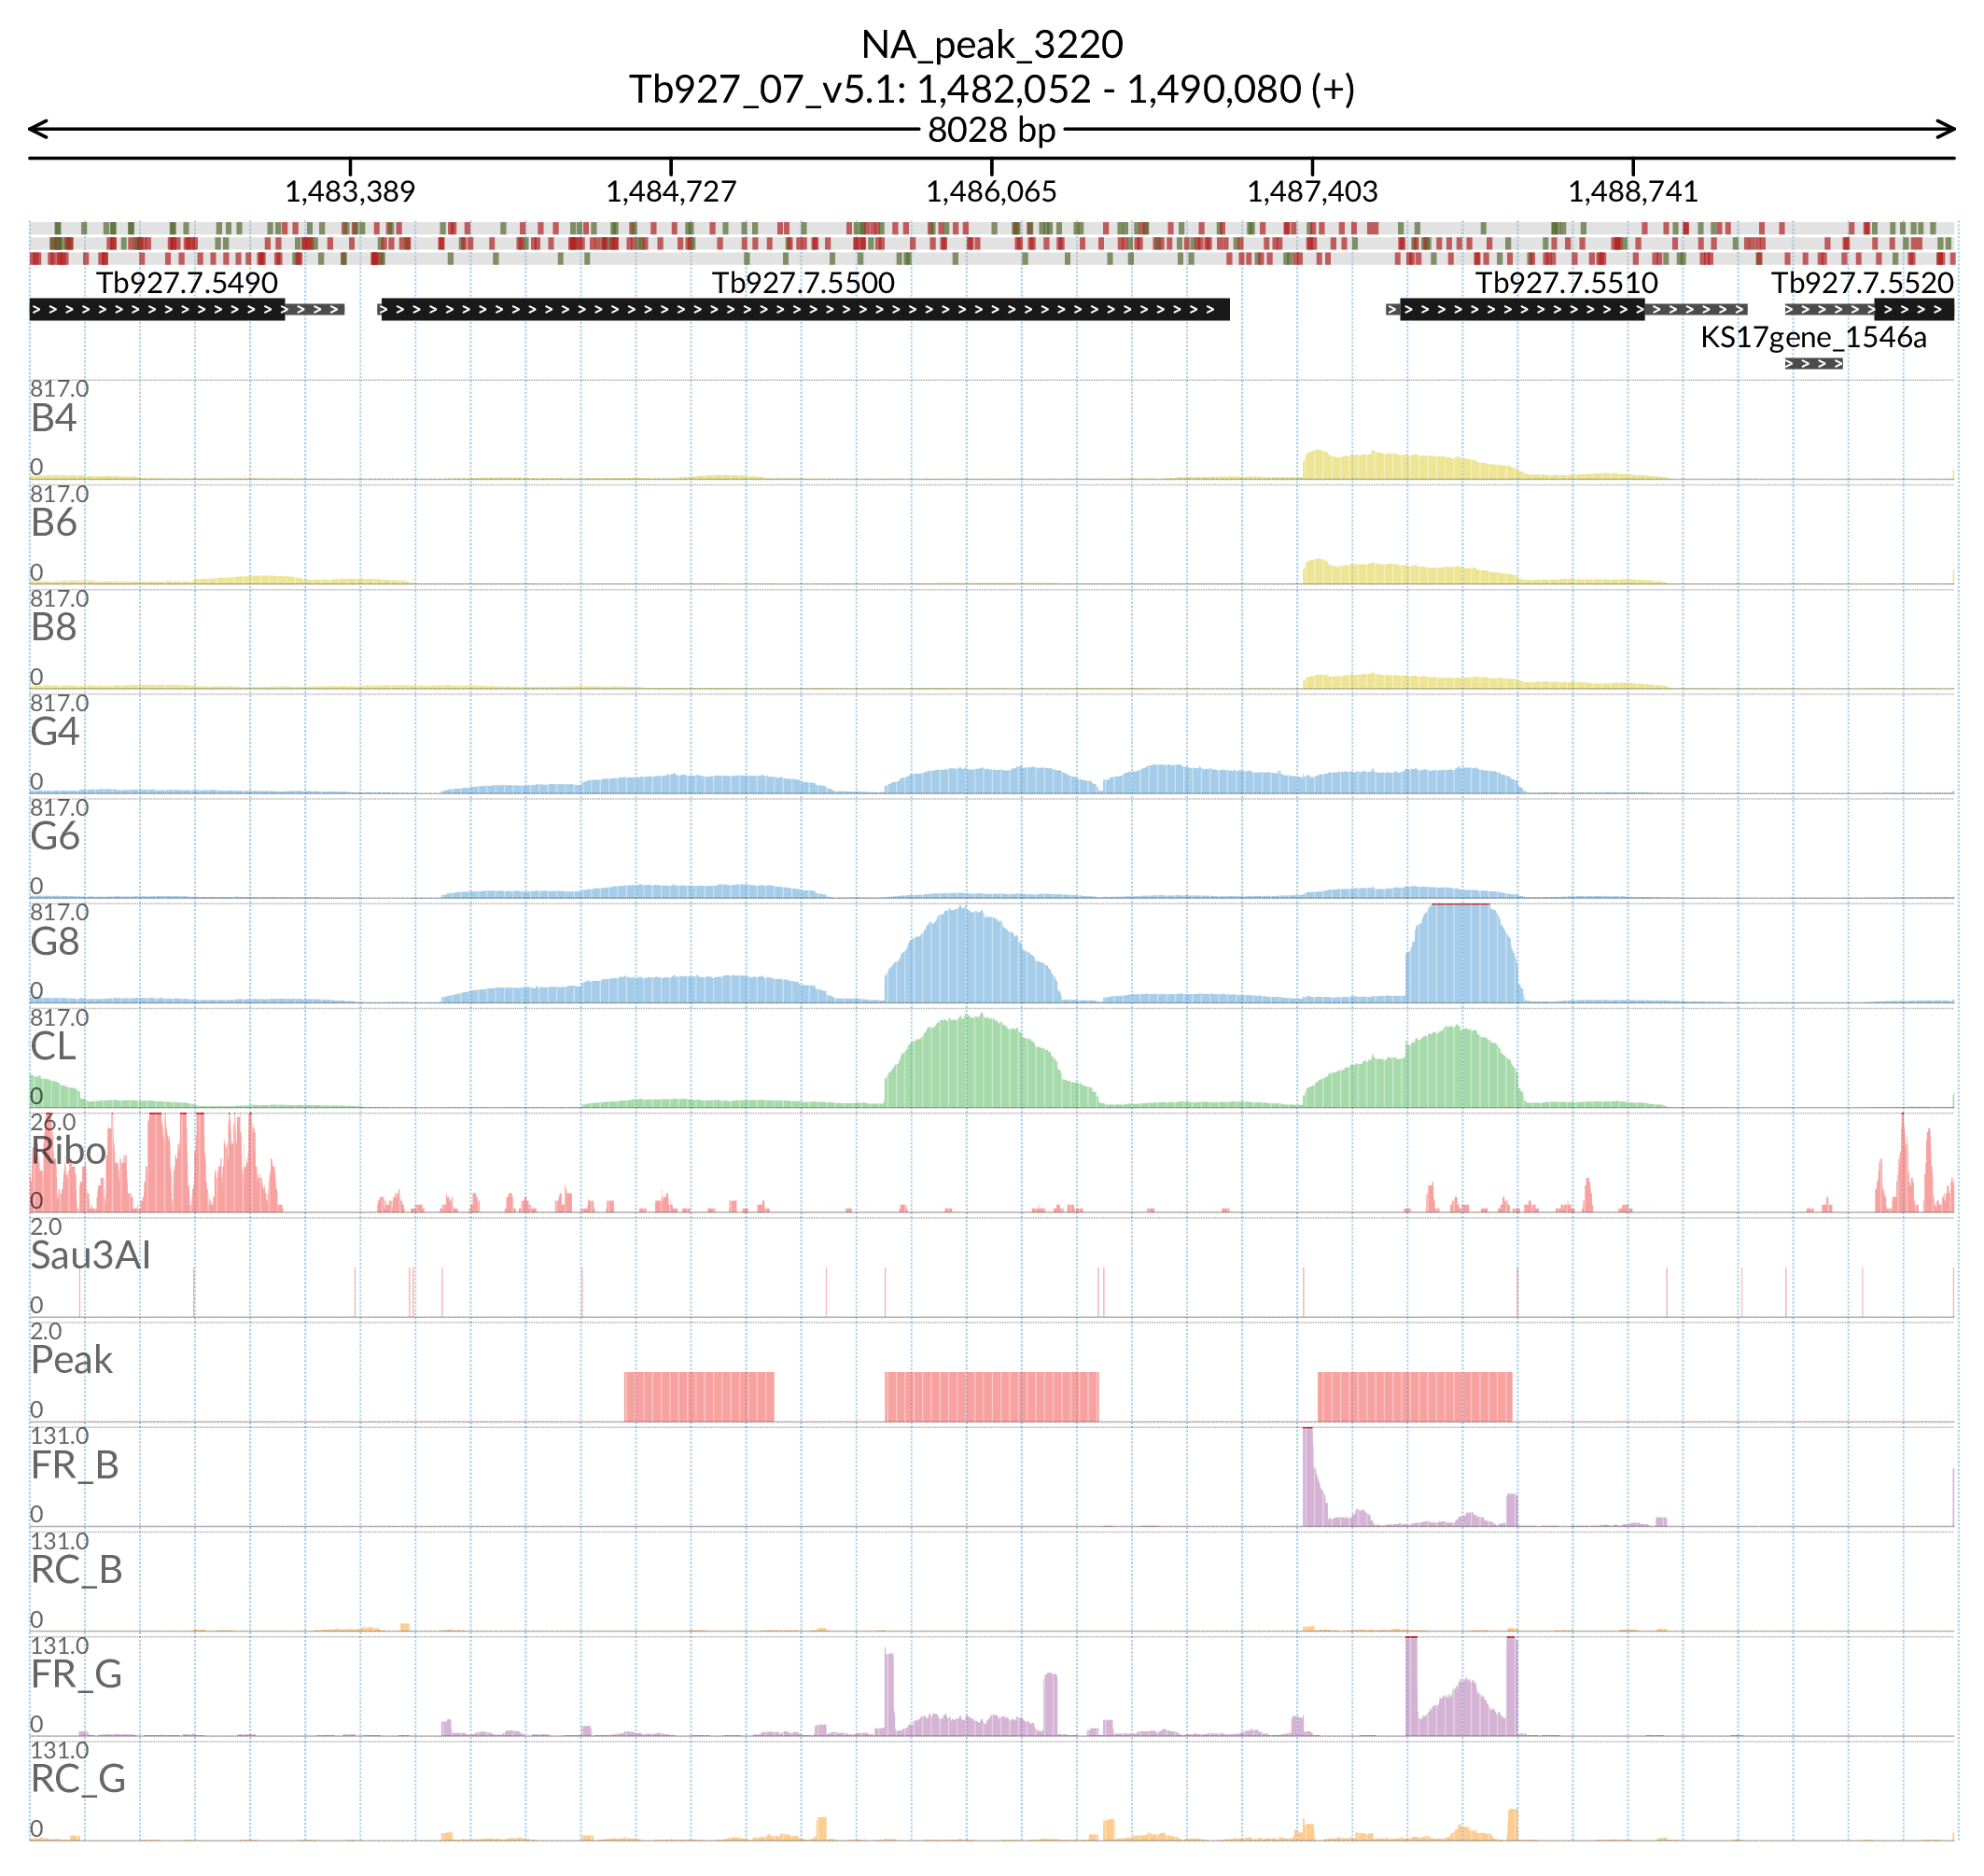 NA_peak_3220
Tb927_07_v5.1: 1,482,052 - 1,490,080 (+)
8028 bp
1,483,389 1,484,727 1,486,065 1,487,403 1,488,741
Tb927.7.5490 Tb927.7.5500 Tb927.7.5510 Tb927.7.5520
KS17gene_1546a
817.0
B4
0
817.0
B6
0
817.0
B8
0
817.0
G4
0
817.0
G6
0
817.0
G8
0
817.0
CL
0
26.0
Ribo
0
2.0
Sau3AI
0
2.0
Peak
0
131.0
FR_B
0
131.0
RC_B
0
131.0
FR_G
0
131.0
RC_G
0